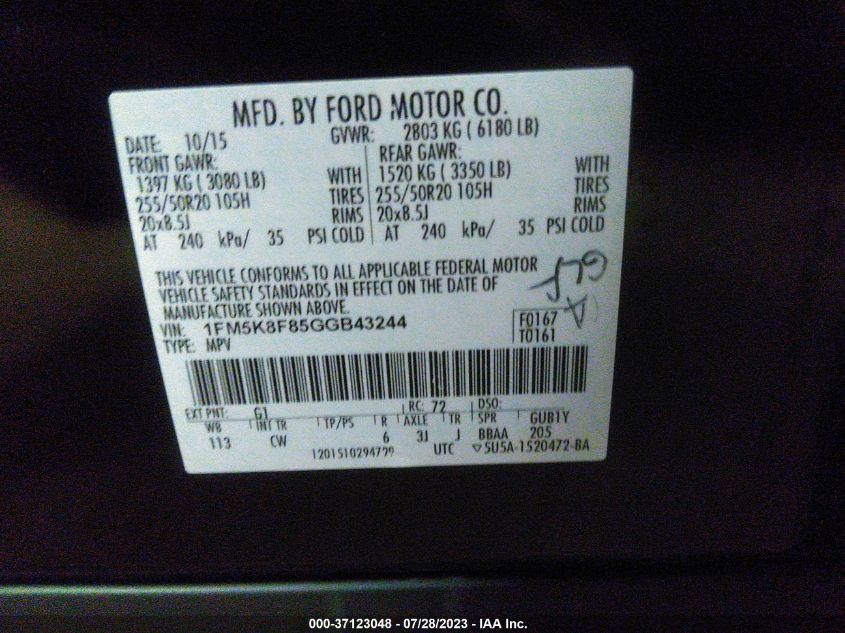 MFD. BY FORD MOTOR CO.
DATE: 10/15 GVWR: 2803 KG ( 6180 LB)
FRONT GAWR: RFAR GAWR:
1397 KG ( 3080 LB) WITH 1520 KG ( 3350 LB) WITH
255/50R20 105H TIRES 255/50R20 105H TIRES
20x8.5J RIMS 20x8.5J RIMS
AT 240 kPa/ 35 PSI COLD AT 240 kPa/ 35 PSI COLD
THIS VEHICLE CONFORMS TO ALL APPLICABLE FEDERAL MOTOR
VEHICLE SAFETY STANDARDS IN EFFECT ON THE DATE OF
MANUFACTURE SHOWN ABOVE.
VIN: 1FM5K8F85GGB43244 F0167
TYPE: MPV T0161
EXT PNT: G1 RC: 72 DSO:
WB INT TR TP/PS R AXLE TR SPR GUB1Y
113 CW 6 3J J BBAA 205
1201510294799 UTC ▽5U5A-1520472-BA
000-37123048 - 07/28/2023 - IAA Inc.